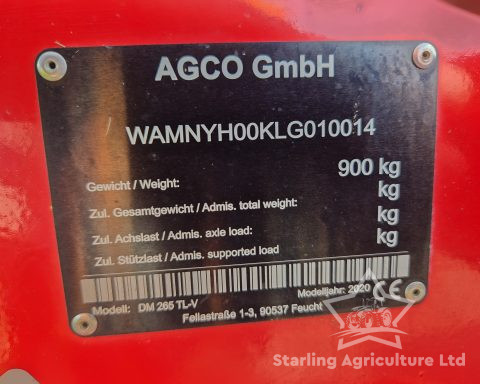 AGCO GmbH
WAMNYH00KLG010014
Gewicht / Weight: 900 kg
Zul. Gesamtgewicht / Admis. total weight: kg
Zul. Achslast / Admis. axle load: kg
Zul. Stützlast / Admis. supported load kg
Modell: DM 265 TL-V Modelljahr: 2020 CE
Fellastraße 1-3, 90537 Feucht
Starling Agriculture Ltd